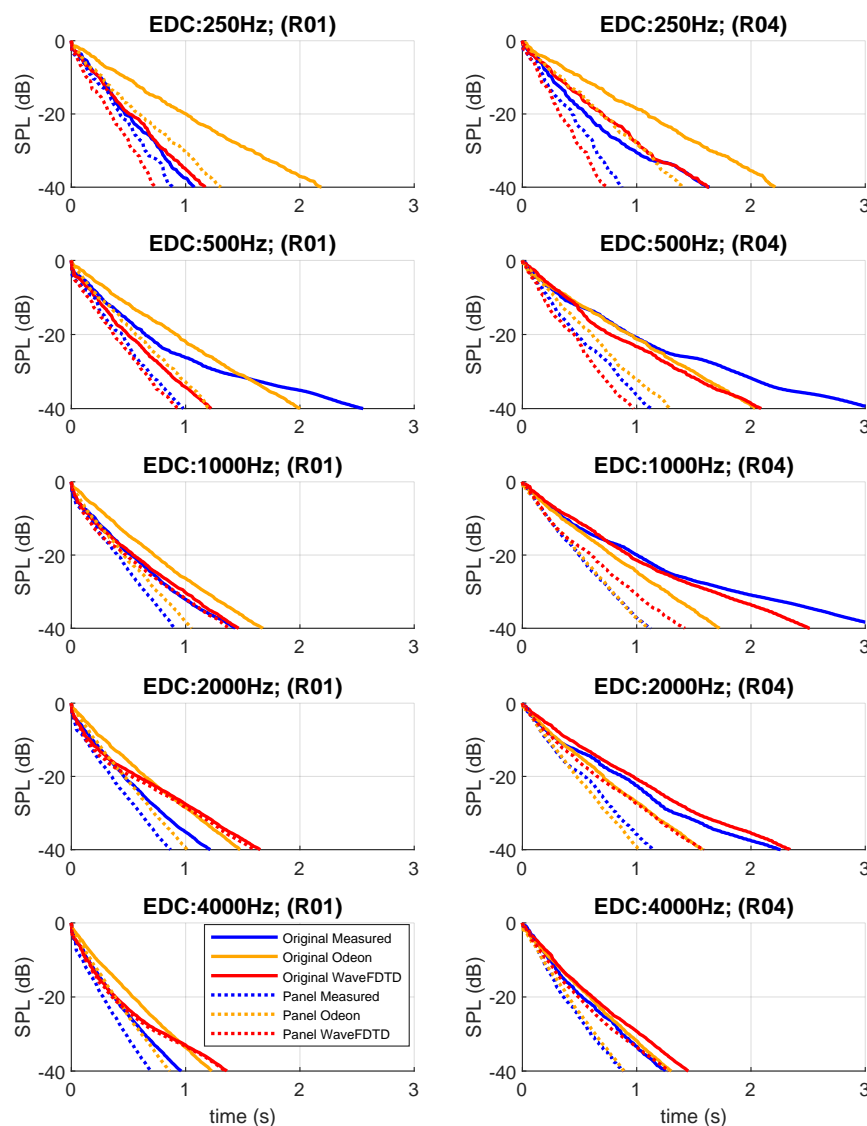 EDC:250Hz; (R01)
EDC:250Hz; (R04)
0
-20
-40
SPL (dB)
0 1 2 3
0
-20
-40
SPL (dB)
0 1 2 3
EDC:500Hz; (R01)
EDC:500Hz; (R04)
0
-20
-40
SPL (dB)
0 1 2 3
0
-20
-40
SPL (dB)
0 1 2 3
EDC:1000Hz; (R01)
EDC:1000Hz; (R04)
0
-20
-40
SPL (dB)
0 1 2 3
0
-20
-40
SPL (dB)
0 1 2 3
EDC:2000Hz; (R01)
EDC:2000Hz; (R04)
0
-20
-40
SPL (dB)
0 1 2 3
0
-20
-40
SPL (dB)
0 1 2 3
EDC:4000Hz; (R01)
EDC:4000Hz; (R04)
0
-20
-40
SPL (dB)
Original Measured
Original Odeon
Original WaveFDTD
Panel Measured
Panel Odeon
Panel WaveFDTD
0 1 2 3
time (s)
0
-20
-40
SPL (dB)
0 1 2 3
time (s)